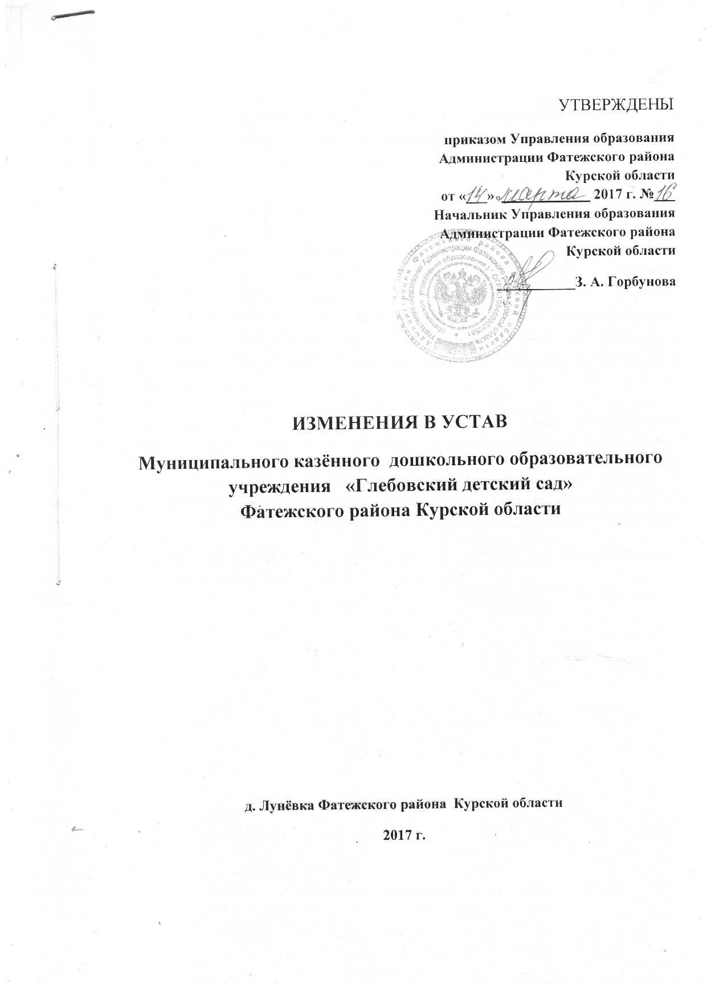 УТВЕРЖДЕНЫ
приказом Управления образования
Администрации Фатежского района
Курской области
от «14» марта 2017 г. №16
Начальник Управления образования
Администрации Фатежского района
Курской области
З. А. Горбунова
ИЗМЕНЕНИЯ В УСТАВ
Муниципального казённого дошкольного образовательного
учреждения «Глебовский детский сад»
Фатежского района Курской области
д. Лунёвка Фатежского района Курской области
2017 г.